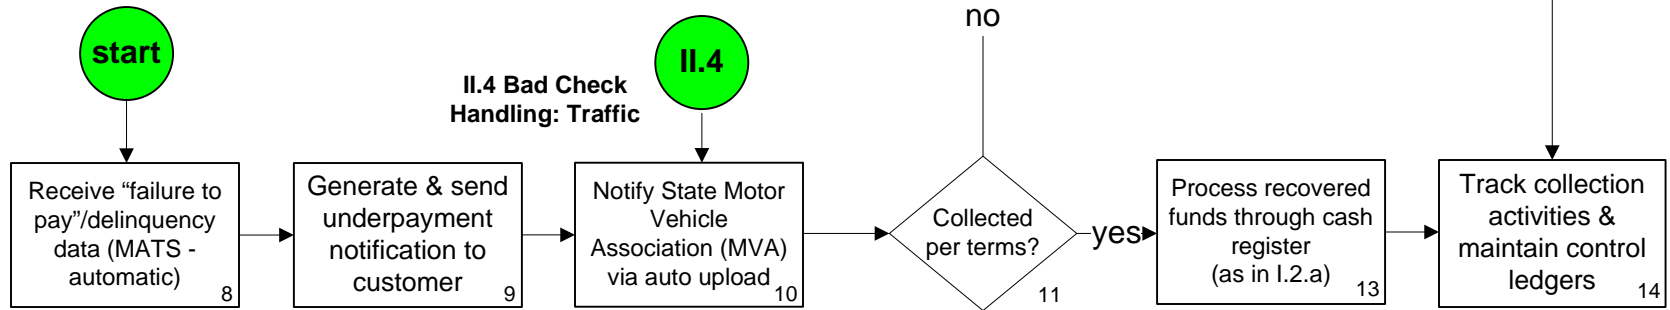 no
start
II.4
II.4 Bad Check
Handling: Traffic
Receive “failure to
pay”/delinquency
data (MATS -
automatic)
8
Generate & send
underpayment
notification to
customer
9
Notify State Motor
Vehicle
Association (MVA)
via auto upload
10
Collected
per terms?
11
yes
Process recovered
funds through cash
register
(as in I.2.a)
13
Track collection
activities &
maintain control
ledgers
14